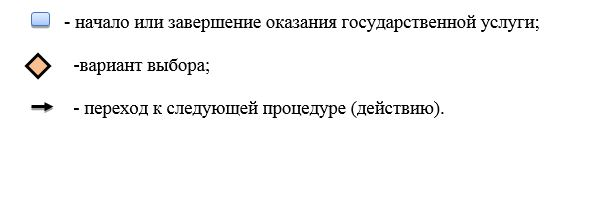 - начало или завершение оказания государственной услуги;
-вариант выбора;
- переход к следующей процедуре (действию).